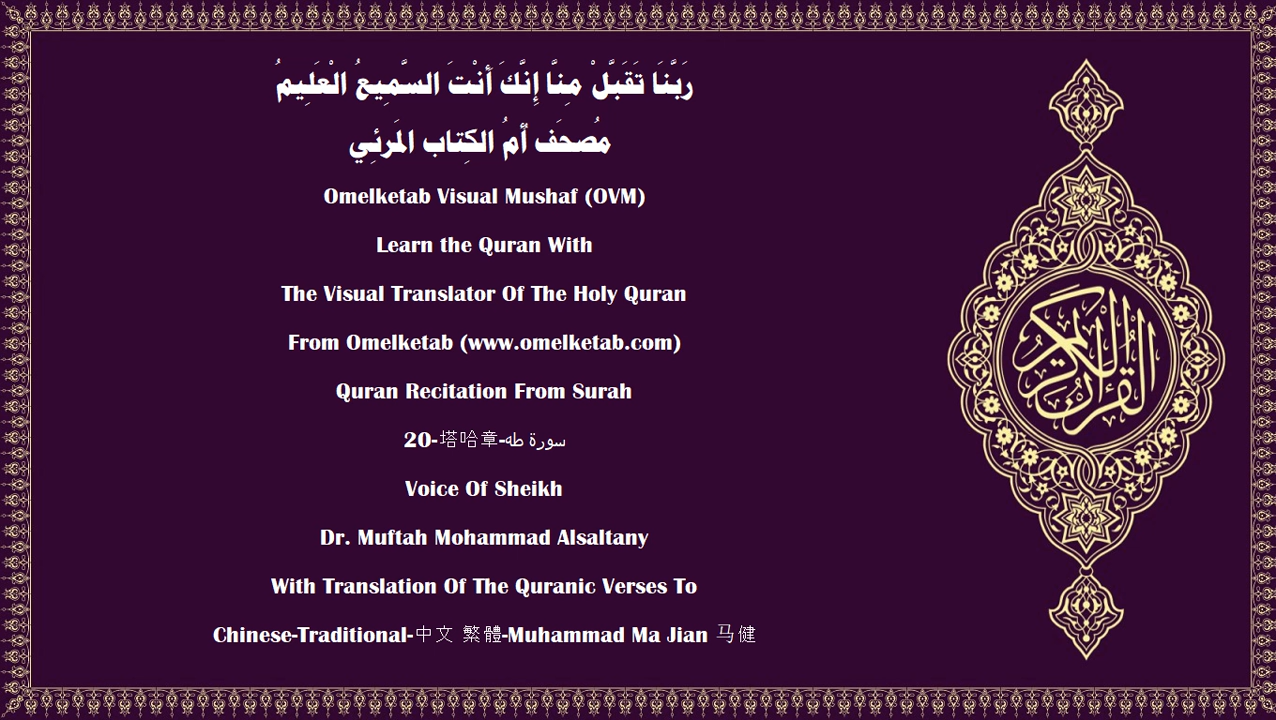 رَبَّنَا تَقَبَّلْ مِنَّا إِنَّكَ أَنْتَ السَّمِيعُ الْعَلِيمُ
مُصحَف أمُ الكِتاب المَرئِي
Omelketab Visual Mushaf (OVM)
Learn the Quran With
The Visual Translator Of The Holy Quran
From Omelketab (www.omelketab.com)
Quran Recitation From Surah
20-塔哈章-سورة طه
Voice Of Sheikh
Dr. Muftah Mohammad Alsaltany
With Translation Of The Quranic Verses To
Chinese-Traditional-中文 繁體-Muhammad Ma Jian 马健
القرآن الكريم